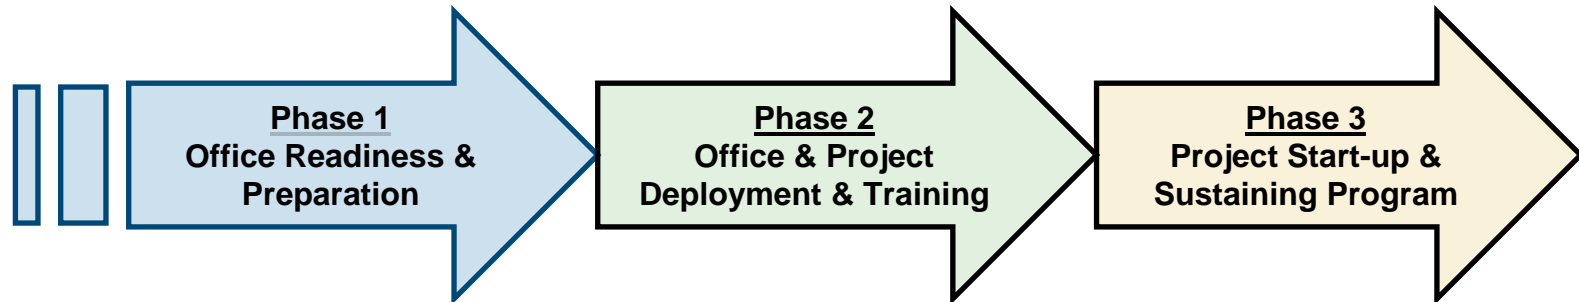 Phase 1
Office Readiness &
Preparation
Phase 2
Office & Project
Deployment & Training
Phase 3
Project Start-up &
Sustaining Program